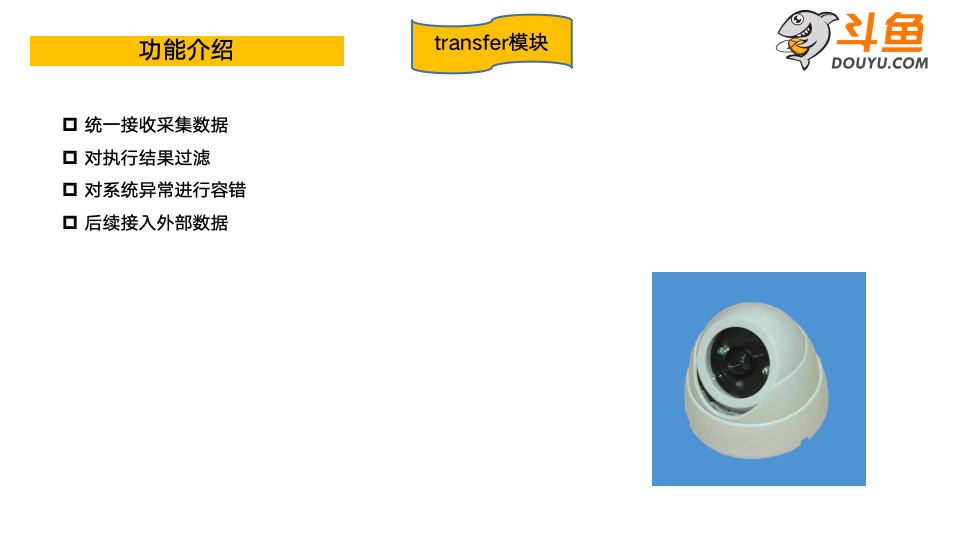 功能介绍
transfer模块
斗鱼
DOUYU.COM
统一接收采集数据
对执行结果过滤
对系统异常进行容错
后续接入外部数据